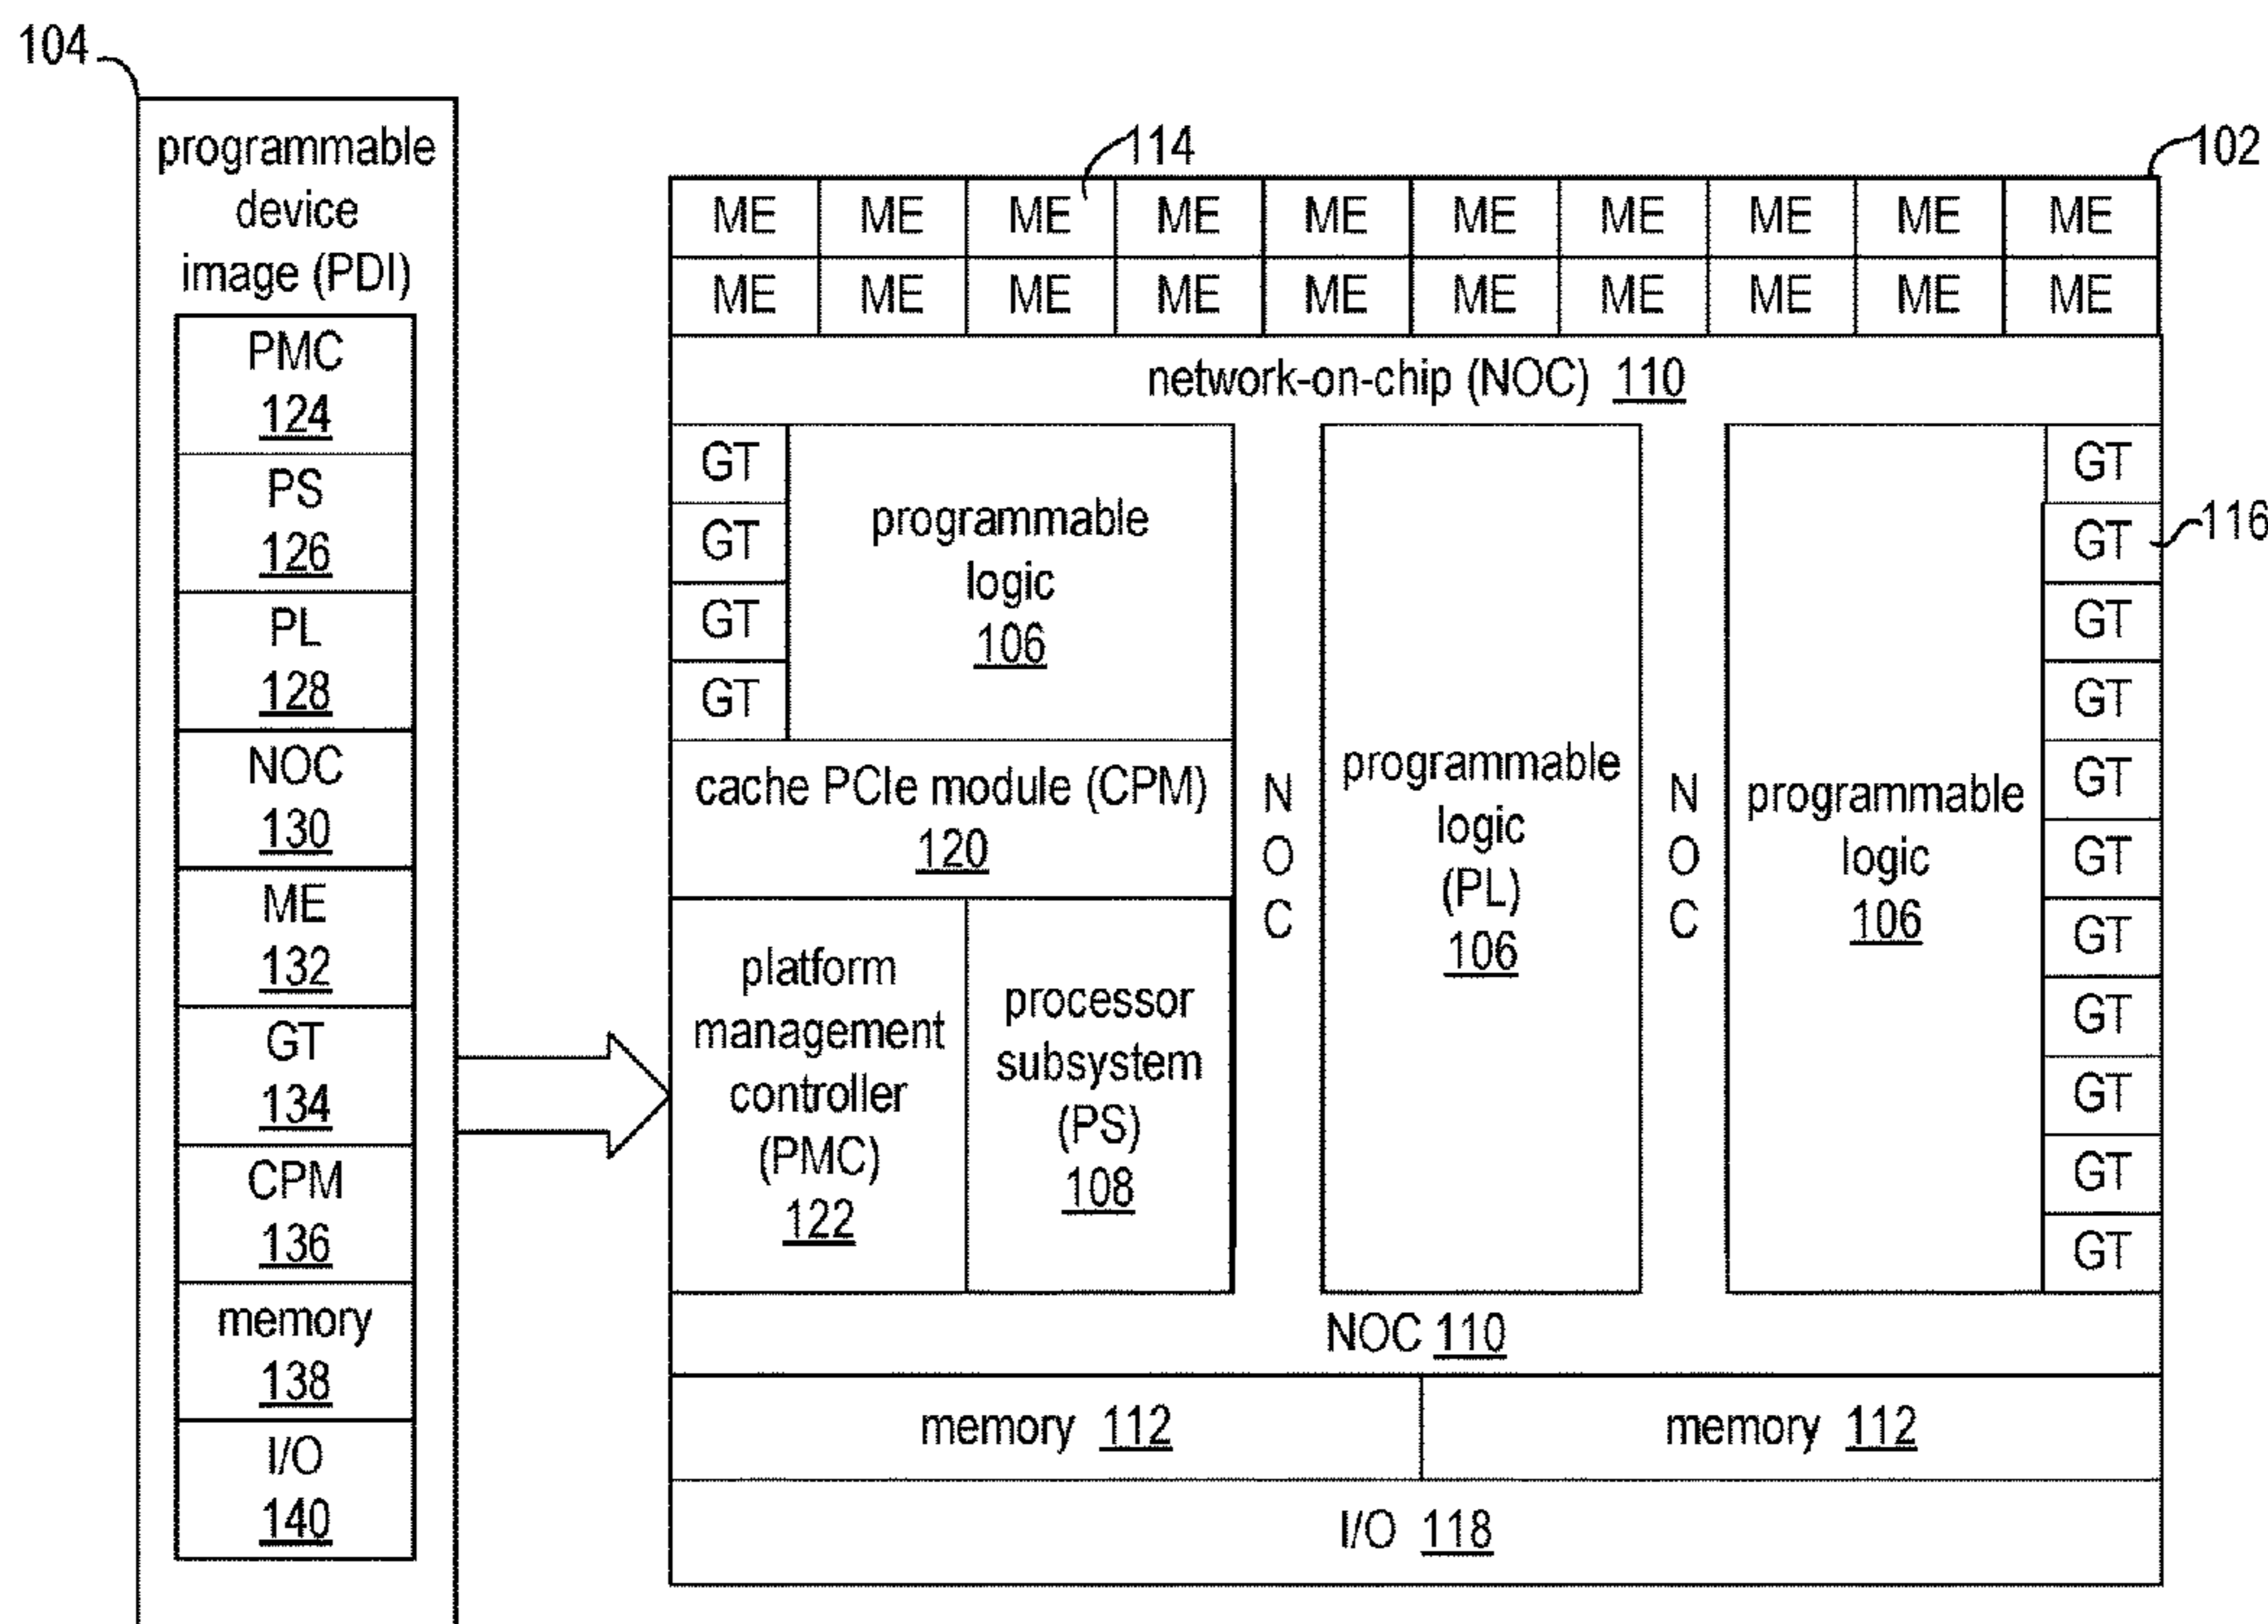 104
programmable
device
image (PDI)
PMC
124
PS
126
PL
128
NOC
130
ME
132
GT
134
CPM
136
memory
138
I/O
140
114
102
ME ME ME ME ME ME ME ME ME ME
ME ME ME ME ME ME ME ME ME ME
network-on-chip (NOC) 110
GT
GT
GT
GT
programmable
logic
106
cache PCIe module (CPM)
120
platform
management
controller
(PMC)
122
processor
subsystem
(PS)
108
N
O
C
programmable
logic
(PL)
106
N
O
C
programmable
logic
106
GT
GT
116
GT
GT
GT
GT
GT
GT
GT
GT
GT
NOC 110
memory 112
memory 112
I/O 118